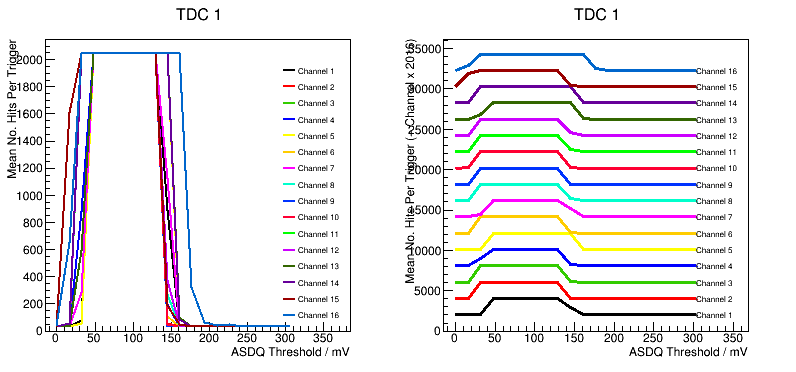 TDC 1
Mean No. Hits Per Trigger
2000
1800
1600
1400
1200
1000
800
600
400
200
0
0 50 100 150 200 250 300 350
ASDQ Threshold / mV
Channel 1
Channel 2
Channel 3
Channel 4
Channel 5
Channel 6
Channel 7
Channel 8
Channel 9
Channel 10
Channel 11
Channel 12
Channel 13
Channel 14
Channel 15
Channel 16
TDC 1
Mean No. Hits Per Trigger (+ Channel x
35000
30000
25000
20000
15000
10000
5000
0
0 50 100 150 200 250 300 350
ASDQ Threshold / mV
Channel 16
Channel 15
Channel 14
Channel 13
Channel 12
Channel 11
Channel 10
Channel 9
Channel 8
Channel 7
Channel 6
Channel 5
Channel 4
Channel 3
Channel 2
Channel 1